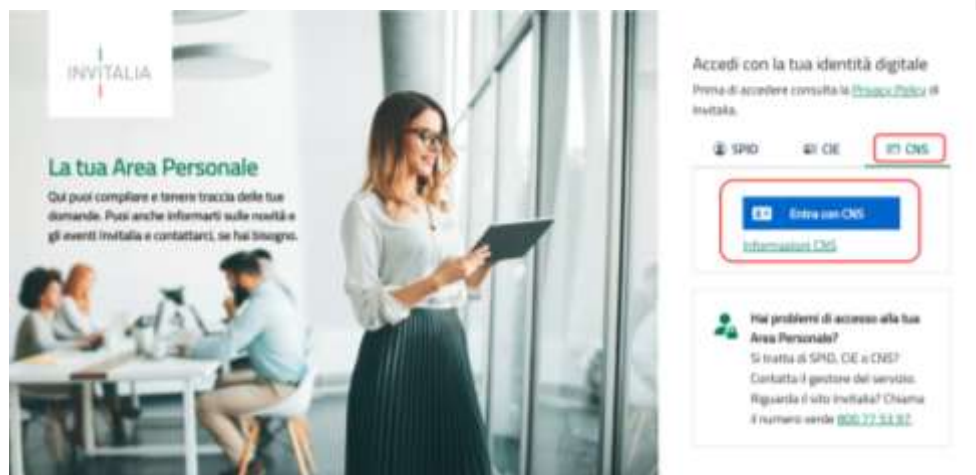 INVITALIA
La tua Area Personale
Qui puoi compilare e tenere traccia delle tue
domande. Puoi anche informarti sulle novità e
gli eventi Invitalia e contattarci, se hai bisogno.
Accedi con la tua identità digitale
Prima di accedere consulta la Privacy Policy di
Invitalia.
SPID CIE CNS
Entra con CNS
Informazioni CNS
Hai problemi di accesso alla tua
Area Personale?
Si tratta di SPID, CIE o CNS?
Contatta il gestore del servizio.
Riguarda il sito Invitalia? Chiama
il numero verde 800 77 53 97.